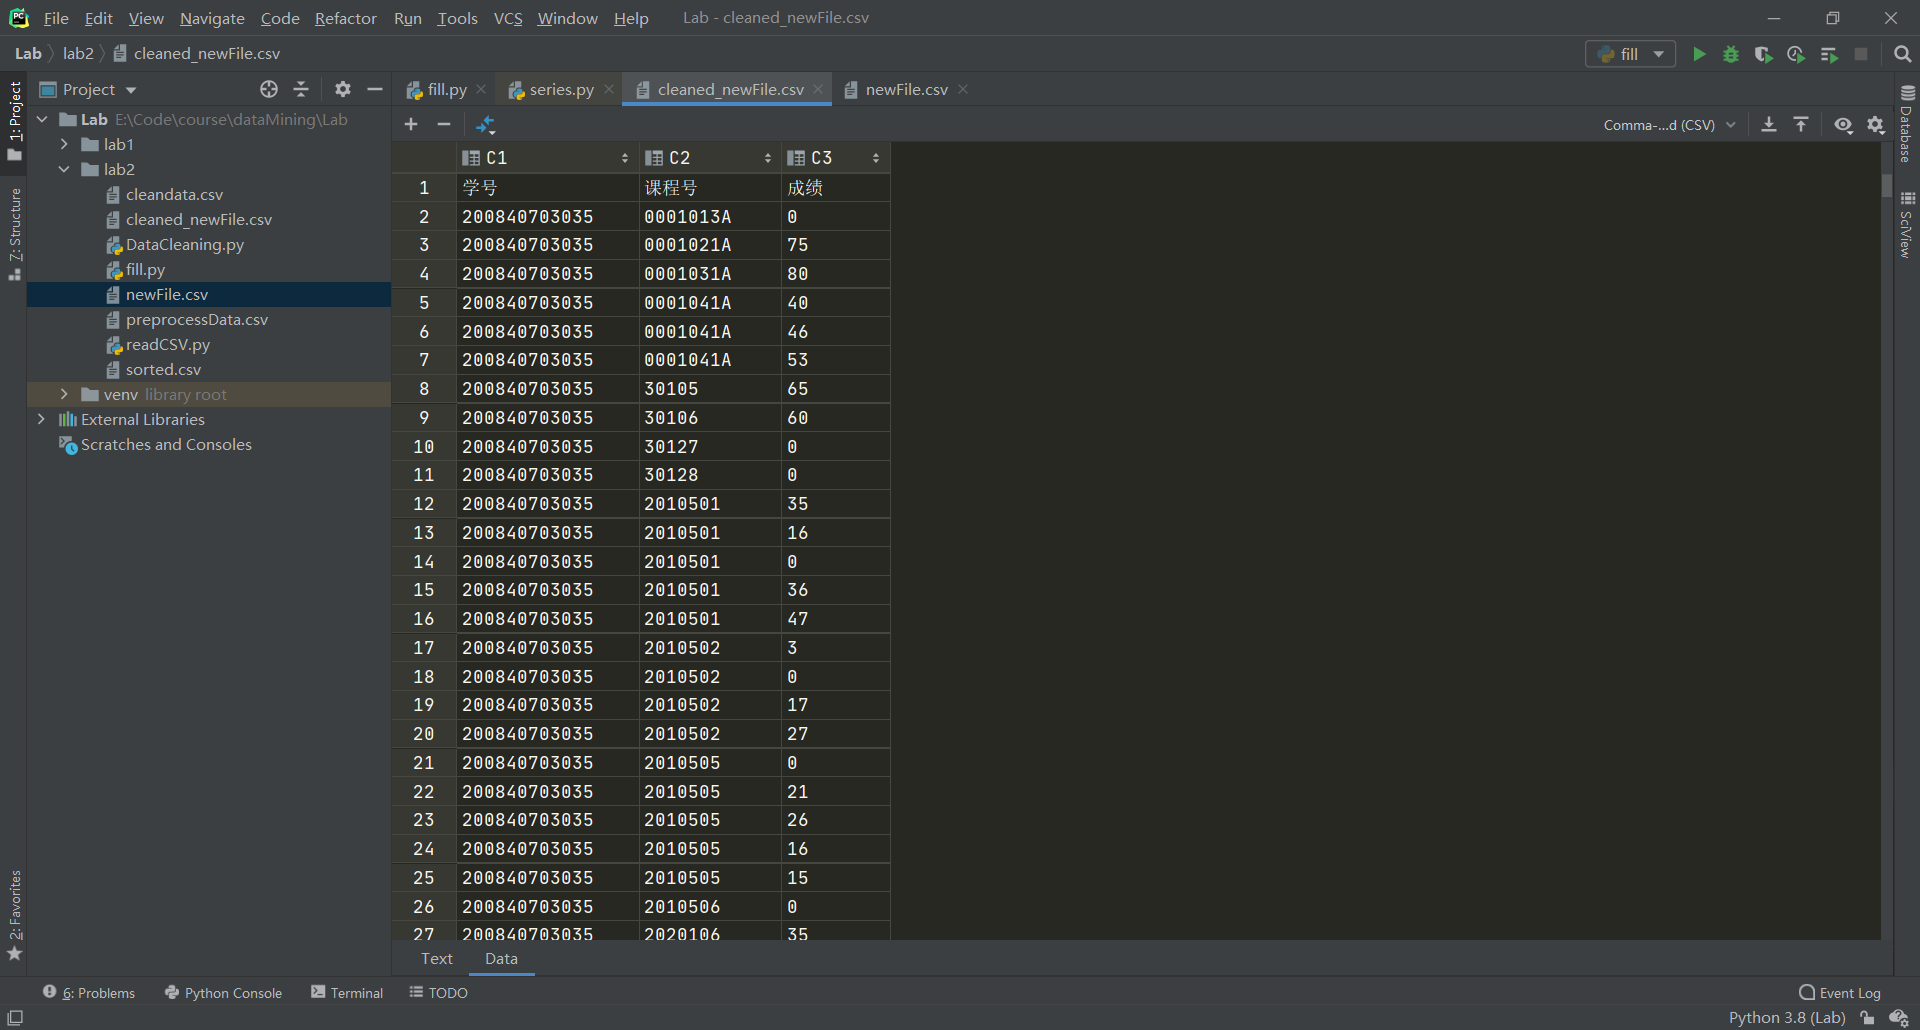 File Edit View Navigate Code Refactor Run Tools VCS Window Help Lab - cleaned_newFile.csv
Lab lab2 cleaned_newFile.csv fill
Project fill.py series.py cleaned_newFile.csv newFile.csv
Comma-...d (CSV)
1: Project
7: Structure
2: Favorites
Lab E:\Code\course\dataMining\Lab
lab1
lab2
cleandata.csv
cleaned_newFile.csv
DataCleaning.py
fill.py
newFile.csv
preprocessData.csv
readCSV.py
sorted.csv
venv library root
External Libraries
Scratches and Consoles
C1 C2 C3
1 学号 课程号 成绩
2 200840703035 0001013A 0
3 200840703035 0001021A 75
4 200840703035 0001031A 80
5 200840703035 0001041A 40
6 200840703035 0001041A 46
7 200840703035 0001041A 53
8 200840703035 30105 65
9 200840703035 30106 60
10 200840703035 30127 0
11 200840703035 30128 0
12 200840703035 2010501 35
13 200840703035 2010501 16
14 200840703035 2010501 0
15 200840703035 2010501 36
16 200840703035 2010501 47
17 200840703035 2010502 3
18 200840703035 2010502 0
19 200840703035 2010502 17
20 200840703035 2010502 27
21 200840703035 2010505 0
22 200840703035 2010505 21
23 200840703035 2010505 26
24 200840703035 2010505 16
25 200840703035 2010505 15
26 200840703035 2010506 0
27 200840703035 2020106 35
Database
SciView
Text Data
6: Problems Python Console Terminal TODO Event Log
Python 3.8 (Lab)